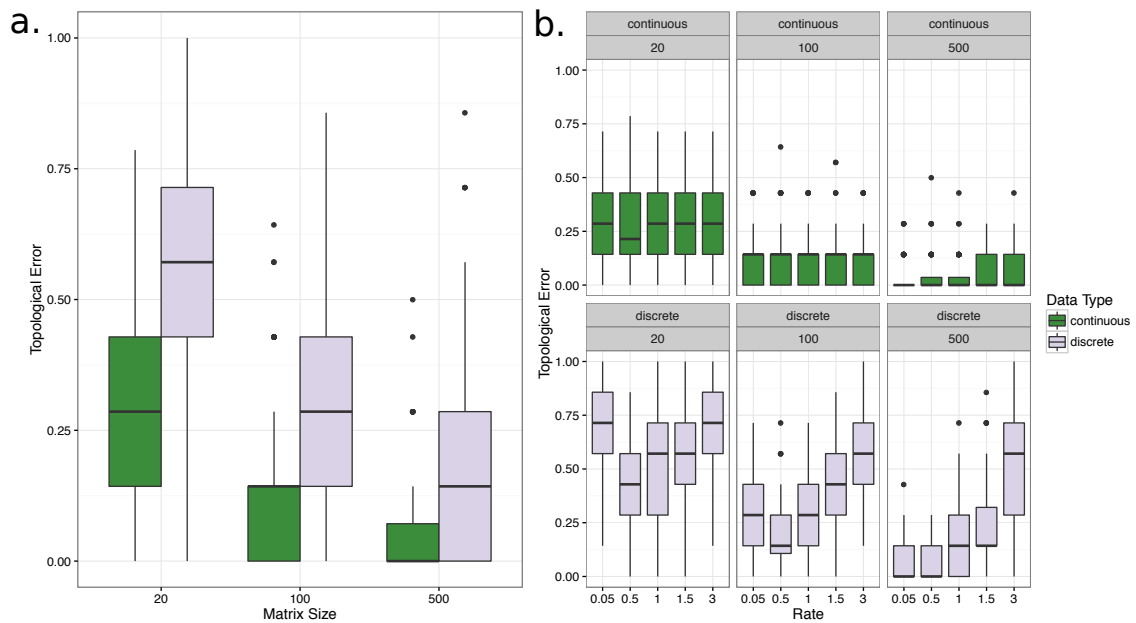 a.
Topological Error
1.00
0.75
0.50
0.25
0.00
20 100 500
Matrix Size
b.
continuous continuous continuous
20 100 500
1.00
0.75
0.50
0.25
0.00
Topological Error
discrete discrete discrete
20 100 500
1.00
0.75
0.50
0.25
0.00
0.05 0.5 1 1.5 3 0.05 0.5 1 1.5 3 0.05 0.5 1 1.5 3
Rate
Data Type
continuous
discrete